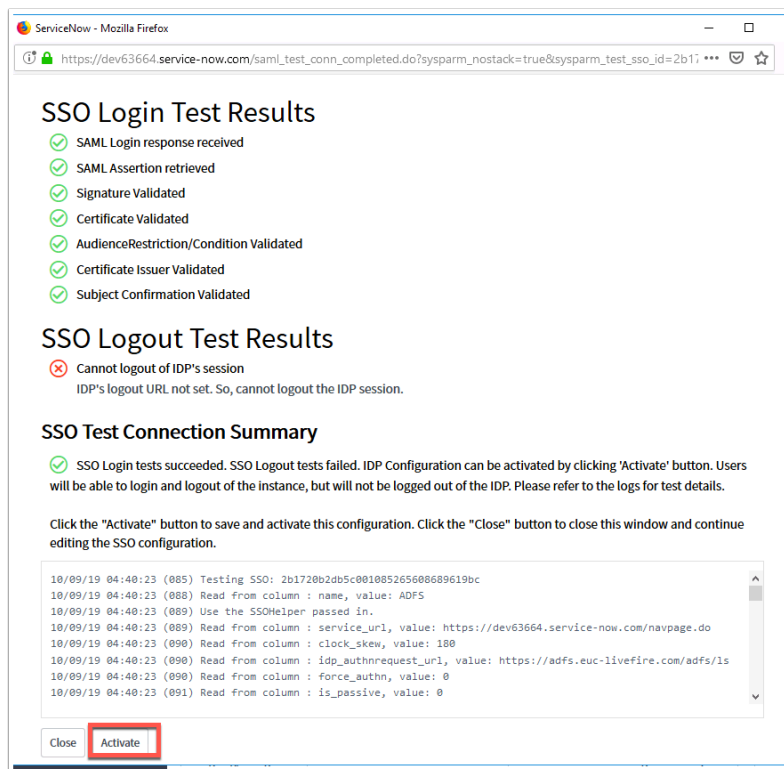 ServiceNow - Mozilla Firefox
https://dev63664.service-now.com/saml_test_conn_completed.do?sysparm_nostack=true&sysparm_test_sso_id=2b17
SSO Login Test Results
SAML Login response received
SAML Assertion retrieved
Signature Validated
Certificate Validated
AudienceRestriction/Condition Validated
Certificate Issuer Validated
Subject Confirmation Validated
SSO Logout Test Results
Cannot logout of IDP's session
IDP's logout URL not set. So, cannot logout the IDP session.
SSO Test Connection Summary
SSO Login tests succeeded. SSO Logout tests failed. IDP Configuration can be activated by clicking 'Activate' button. Users
will be able to login and logout of the instance, but will not be logged out of the IDP. Please refer to the logs for test details.
Click the "Activate" button to save and activate this configuration. Click the "Close" button to close this window and continue
editing the SSO configuration.
10/09/19 04:40:23 (085) Testing SSO: 2b1720b2db5c001085265608689619bc
10/09/19 04:40:23 (088) Read from column : name, value: ADFS
10/09/19 04:40:23 (089) Use the SSOHelper passed in.
10/09/19 04:40:23 (089) Read from column : service_url, value: https://dev63664.service-now.com/navpage.do
10/09/19 04:40:23 (090) Read from column : clock_skew, value: 180
10/09/19 04:40:23 (090) Read from column : idp_authnrequest_url, value: https://adfs.euc-livefire.com/adfs/ls
10/09/19 04:40:23 (090) Read from column : force_authn, value: 0
10/09/19 04:40:23 (091) Read from column : is_passive, value: 0
Close Activate